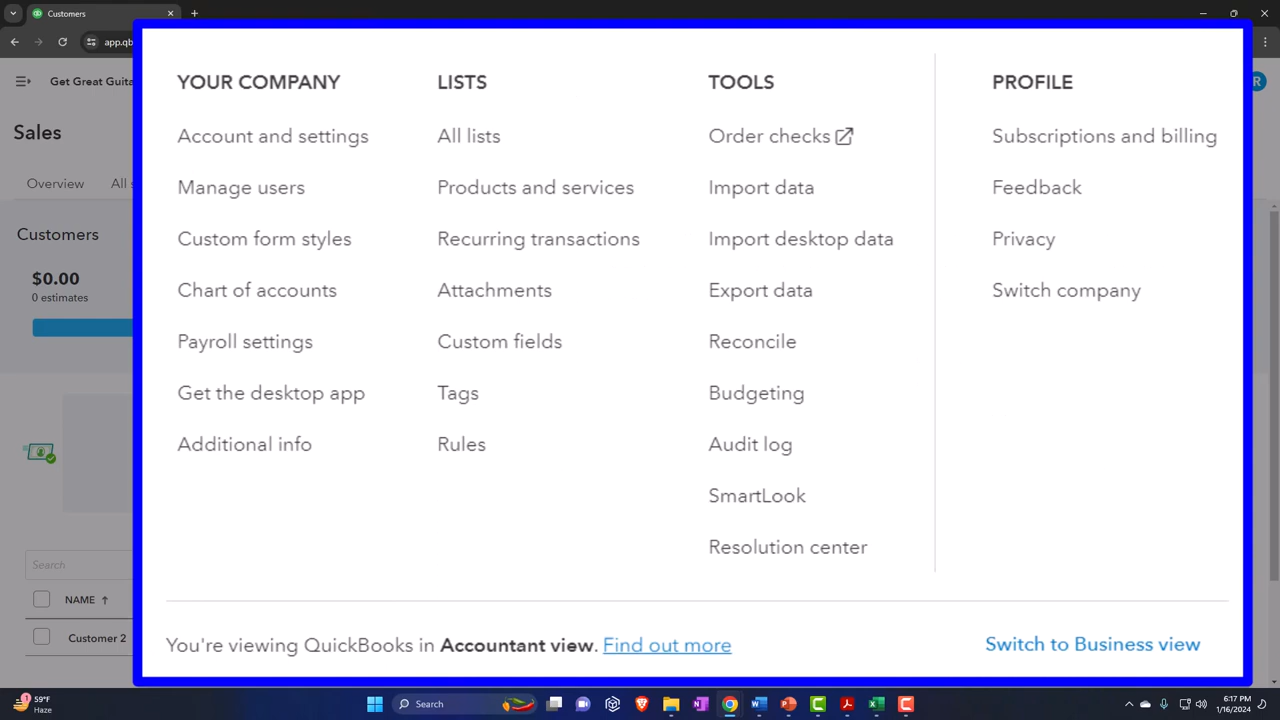 Customers
app.qb
Get Great Guita
R
Sales
Overview
All s
Customers
$0.00
0 estimates
Search
NAME ↑
Customer 2
YOUR COMPANY
Account and settings
Manage users
Custom form styles
Chart of accounts
Payroll settings
Get the desktop app
Additional info
LISTS
All lists
Products and services
Recurring transactions
Attachments
Custom fields
Tags
Rules
TOOLS
Order checks
Import data
Import desktop data
Export data
Reconcile
Budgeting
Audit log
SmartLook
Resolution center
PROFILE
Subscriptions and billing
Feedback
Privacy
Switch company
You're viewing QuickBooks in Accountant view. Find out more
Switch to Business view
59°F
Haze
Search
6:17 PM
1/16/2024